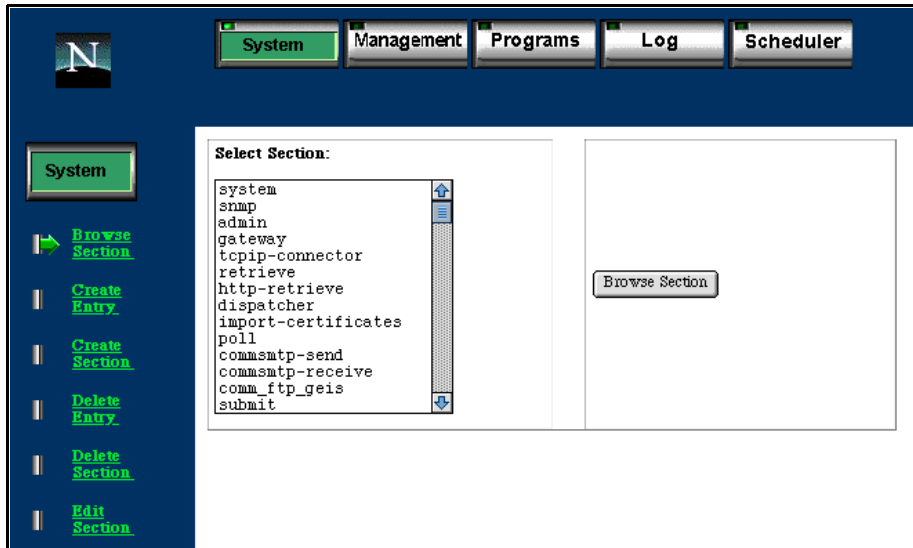 N
System
Management
Programs
Log
Scheduler
System
Browse
Section
Create
Entry
Create
Section
Delete
Entry
Delete
Section
Edit
Section
Select Section:
system
snmp
admin
gateway
tcpip-connector
retrieve
http-retrieve
dispatcher
import-certificates
poll
commsmtp-send
commsmtp-receive
comm_ftp_geis
submit
Browse Section